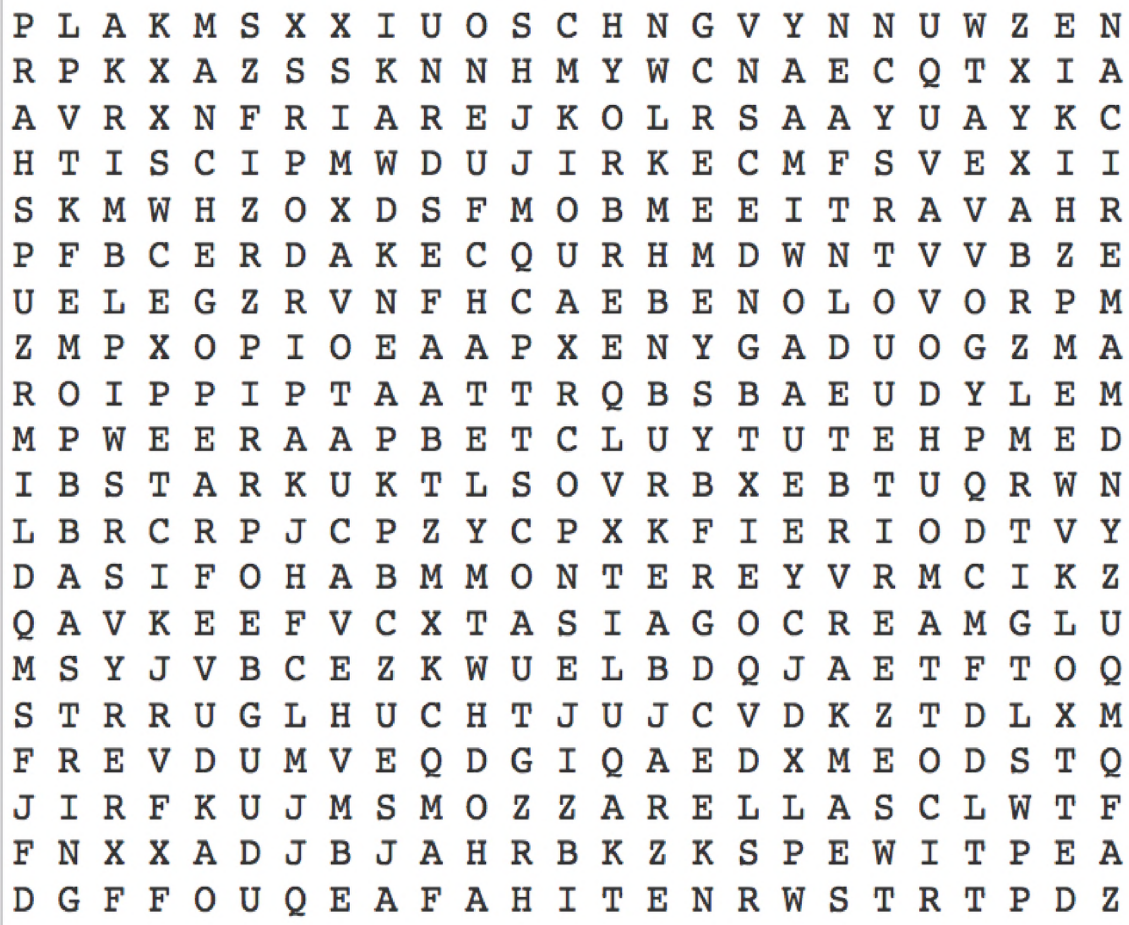 P L A K M S X X I U O S C H N G V Y N N U W Z E N
R P K X A Z S S K N N H M Y W C N A E C Q T X I A
A V R X N F R I A R E J K O L R S A A Y U A Y K C
H T I S C I P M W D U J I R K E C M F S V E X I I
S K M W H Z O X D S F M O B M E E I T R A V A H R
P F B C E R D A K E C Q U R H M D W N T V V B Z E
U E L E G Z R V N F H C A E B E N O L O V O R P M
Z M P X O P I O E A A P X E N Y G A D U O G Z M A
R O I P P I P T A A T T R Q B S B A E U D Y L E M
M P W E E R A A P B E T C L U Y T U T E H P M E D
I B S T A R K U K T L S O V R B X E B T U Q R W N
L B R C R P J C P Z Y C P X K F I E R I O D T V Y
D A S I F O H A B M M O N T E R E Y V R M C I K Z
Q A V K E E F V C X T A S I A G O C R E A M G L U
M S Y J V B C E Z K W U E L B D Q J A E T F T O Q
S T R R U G L H U C H T J U J C V D K Z T D L X M
F R E V D U M V E Q D G I Q A E D X M E O D S T Q
J I R F K U J M S M O Z Z A R E L L A S C L W T F
F N X X A D J B J A H R B K Z K S P E W I T P E A
D G F F O U Q E A F A H I T E N R W S T R T P D Z